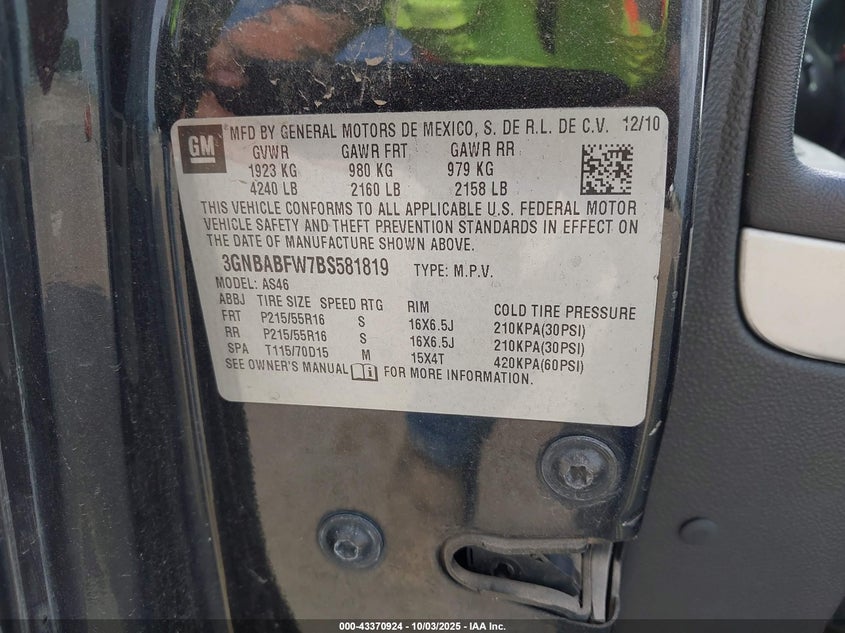 GM MFD BY GENERAL MOTORS DE MEXICO, S. DE R.L. DE C.V. 12/10
GVWR GAWR FRT GAWR RR
1923 KG 980 KG 979 KG
4240 LB 2160 LB 2158 LB
THIS VEHICLE CONFORMS TO ALL APPLICABLE U.S. FEDERAL MOTOR
VEHICLE SAFETY AND THEFT PREVENTION STANDARDS IN EFFECT ON
THE DATE OF MANUFACTURE SHOWN ABOVE.
3GNBABFW7BS581819 TYPE: M.P.V.
MODEL: AS46
ABBJ TIRE SIZE SPEED RTG RIM COLD TIRE PRESSURE
FRT P215/55R16 S 16X6.5J 210KPA(30PSI)
RR P215/55R16 S 16X6.5J 210KPA(30PSI)
SPA T115/70D15 M 15X4T 420KPA(60PSI)
SEE OWNER'S MANUAL FOR MORE INFORMATION.
000-43370924 - 10/03/2025 - IAA Inc.